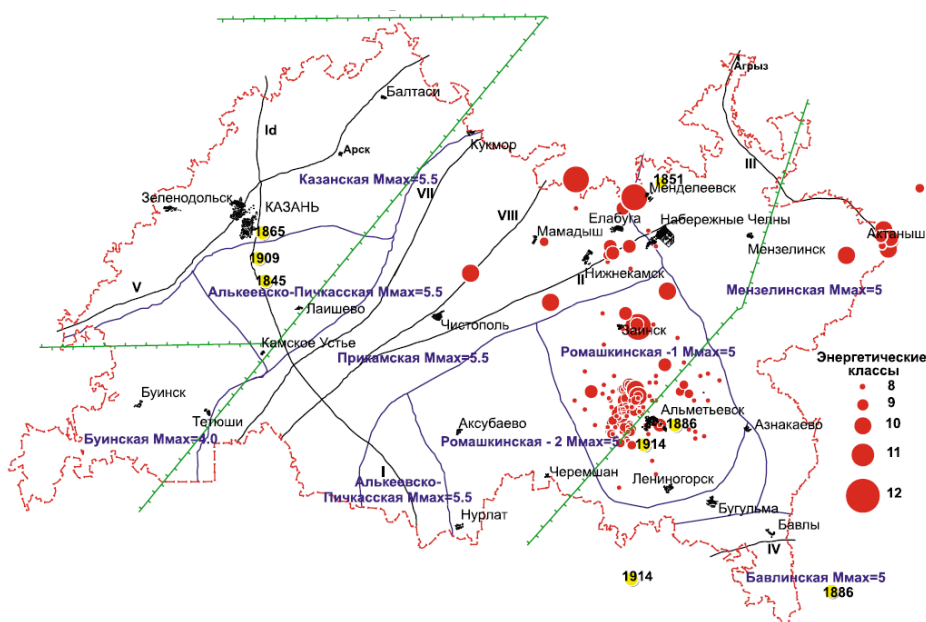 Агрыз
Балтаси
Id
Кукмор
Арск
III
Казанская Ммах=5.5
1851
VII
Менделеевск
Зеленодольск
КАЗАНЬ
VIII
Елабуга
Набережные Челны
1865
Мамадыш
Актаныш
Мензелинск
1909
Нижнекамск
1845
II
V
Алькеевско-Пичкасская Ммах=5.5
Мензелинская Ммах=5
Лаишево
Чистополь
Заинск
Камское Устье
Прикамская Ммах=5.5
Ромашкинская -1 Ммах=5
Энергетические
классы
8
9
10
11
12
Буинск
Тетюши
Аксубаево
Альметьевск
1886
Азнакаево
Буинская Ммах=4.0
Ромашкинская - 2 Ммах=5
1914
I
Черемшан
Лениногорск
Алькеевско-
Пичкасская Ммах=5.5
Бугульма
Нурлат
Бавлы
IV
1914
Бавлинская Ммах=5
1886